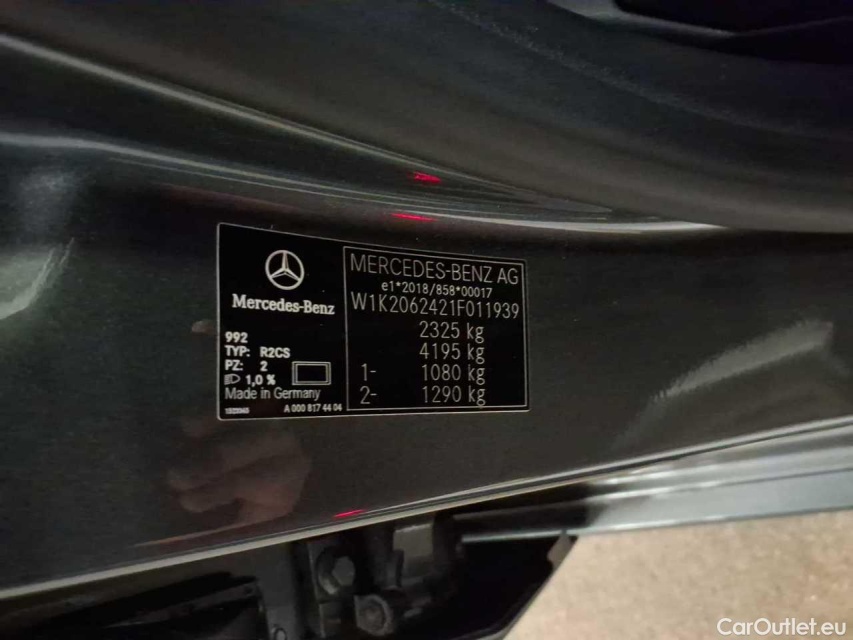 Mercedes-Benz
992
TYP: R2CS
PZ: 2
1,0 %
Made in Germany
A 000 817 44 04
MERCEDES-BENZ AG
e1*2018/858*00017
W1K2062421F011939
2325 kg
4195 kg
1- 1080 kg
2- 1290 kg
CarOutlet.eu